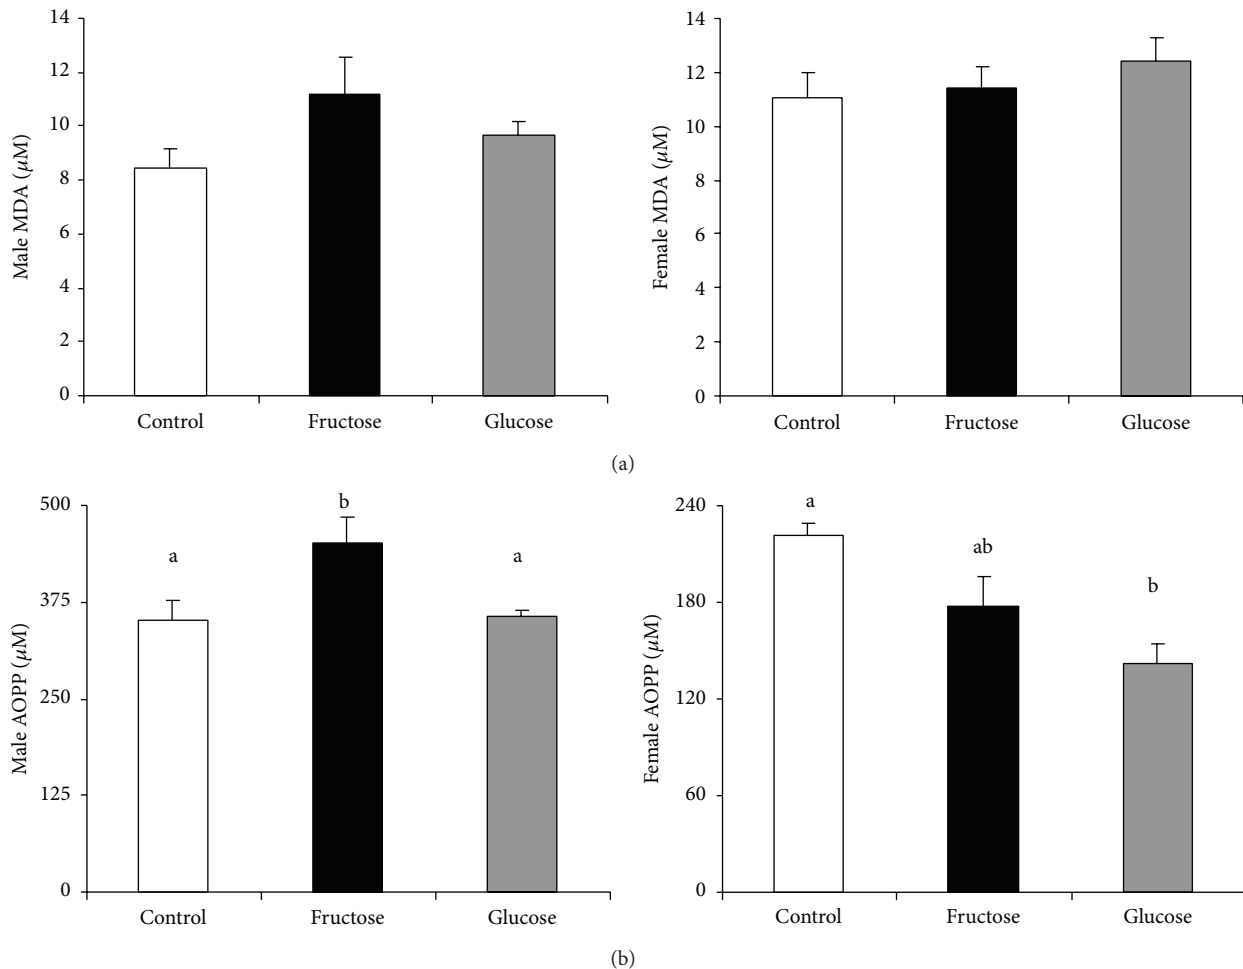 Male MDA (μM)
14
12
10
8
6
4
2
0
Control Fructose Glucose
Female MDA (μM)
14
12
10
8
6
4
2
0
Control Fructose Glucose
(a)
Male AOPP (μM)
500
375
250
125
0
a b a
Control Fructose Glucose
Female AOPP (μM)
240
180
120
60
0
a ab b
Control Fructose Glucose
(b)